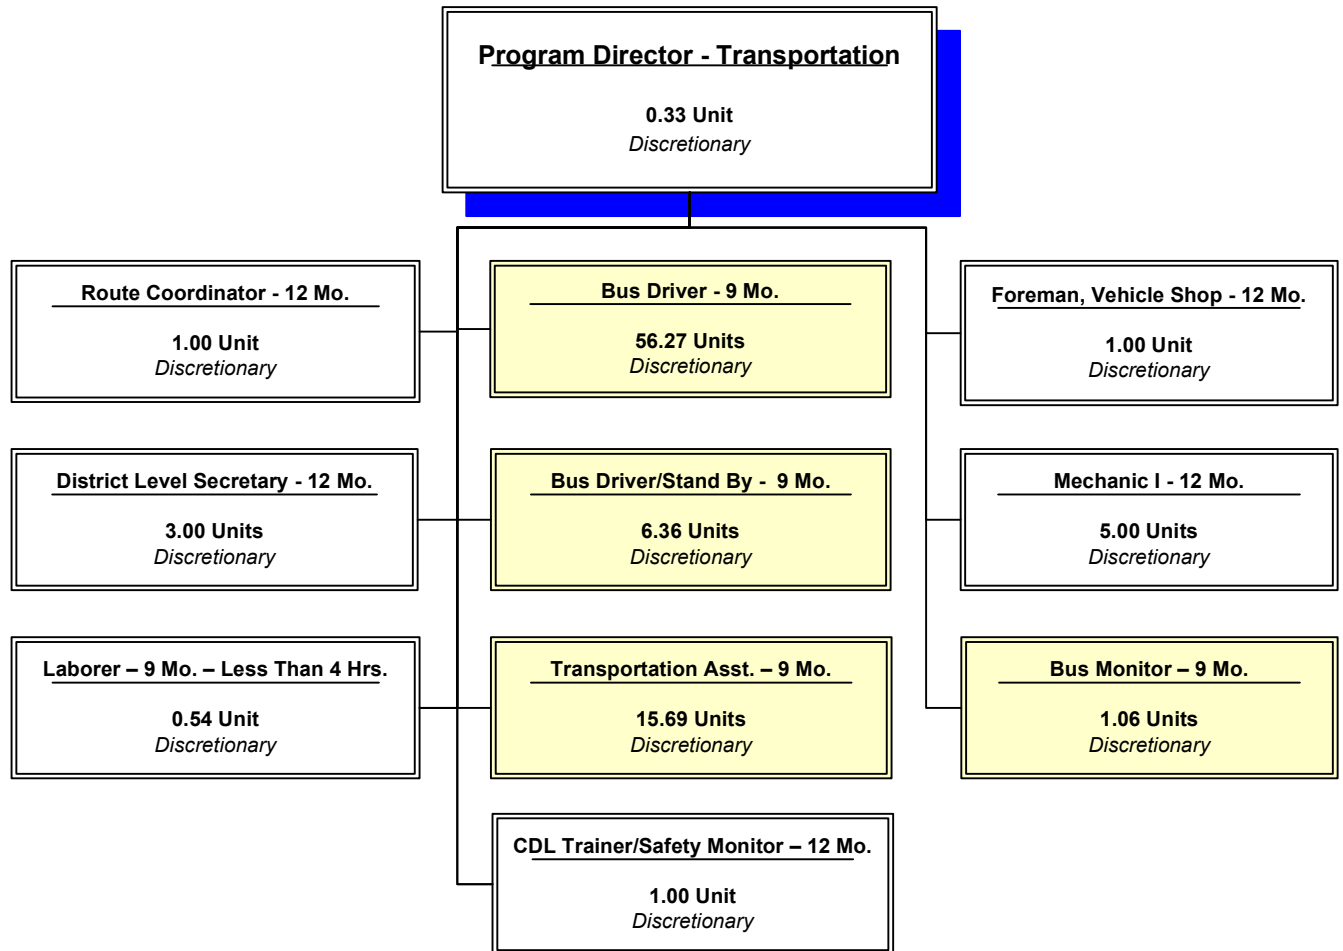 Program Director - Transportation
0.33 Unit
Discretionary
Route Coordinator - 12 Mo.
1.00 Unit
Discretionary
Bus Driver - 9 Mo.
56.27 Units
Discretionary
Foreman, Vehicle Shop - 12 Mo.
1.00 Unit
Discretionary
District Level Secretary - 12 Mo.
3.00 Units
Discretionary
Bus Driver/Stand By -  9 Mo.
6.36 Units
Discretionary
Mechanic I - 12 Mo.
5.00 Units
Discretionary
Laborer – 9 Mo. – Less Than 4 Hrs.
0.54 Unit
Discretionary
Transportation Asst. – 9 Mo.
15.69 Units
Discretionary
Bus Monitor – 9 Mo.
1.06 Units
Discretionary
CDL Trainer/Safety Monitor – 12 Mo.
1.00 Unit
Discretionary